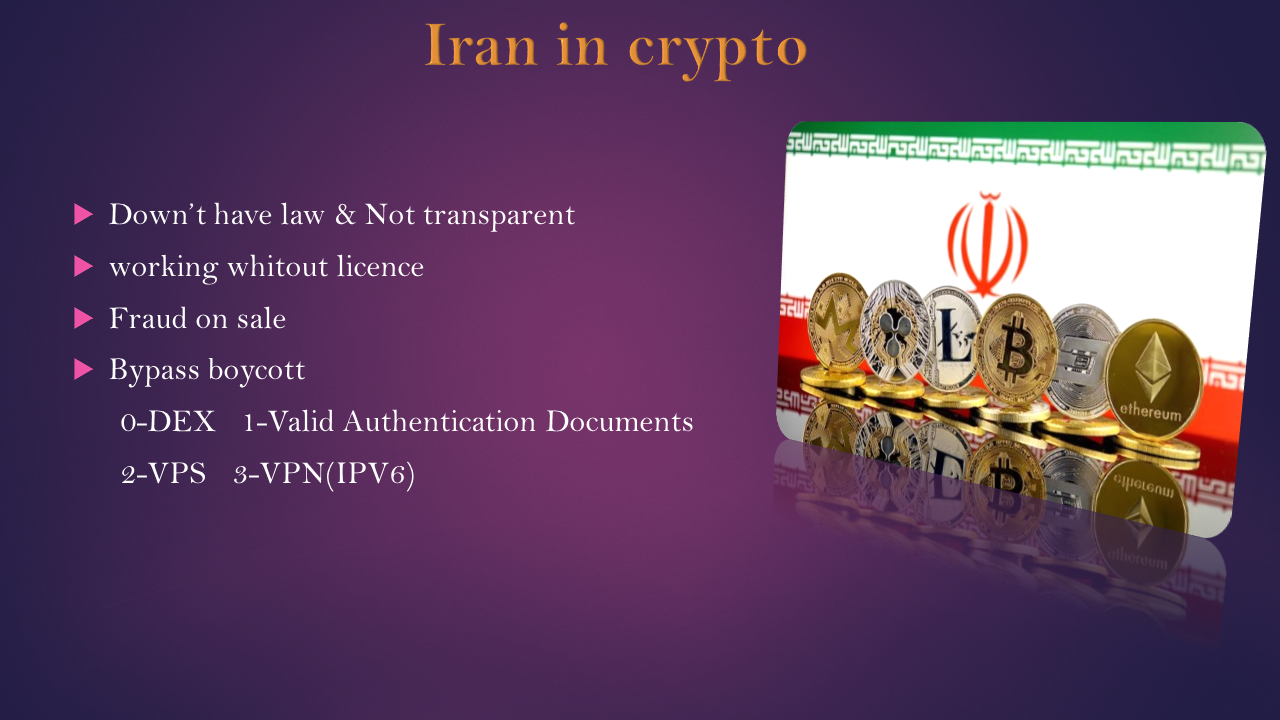 Iran in crypto
Down’t have law & Not transparent
working whitout licence
Fraud on sale
Bypass boycott
0-DEX 1-Valid Authentication Documents
2-VPS 3-VPN(IPV6)
ethereum
ethereum